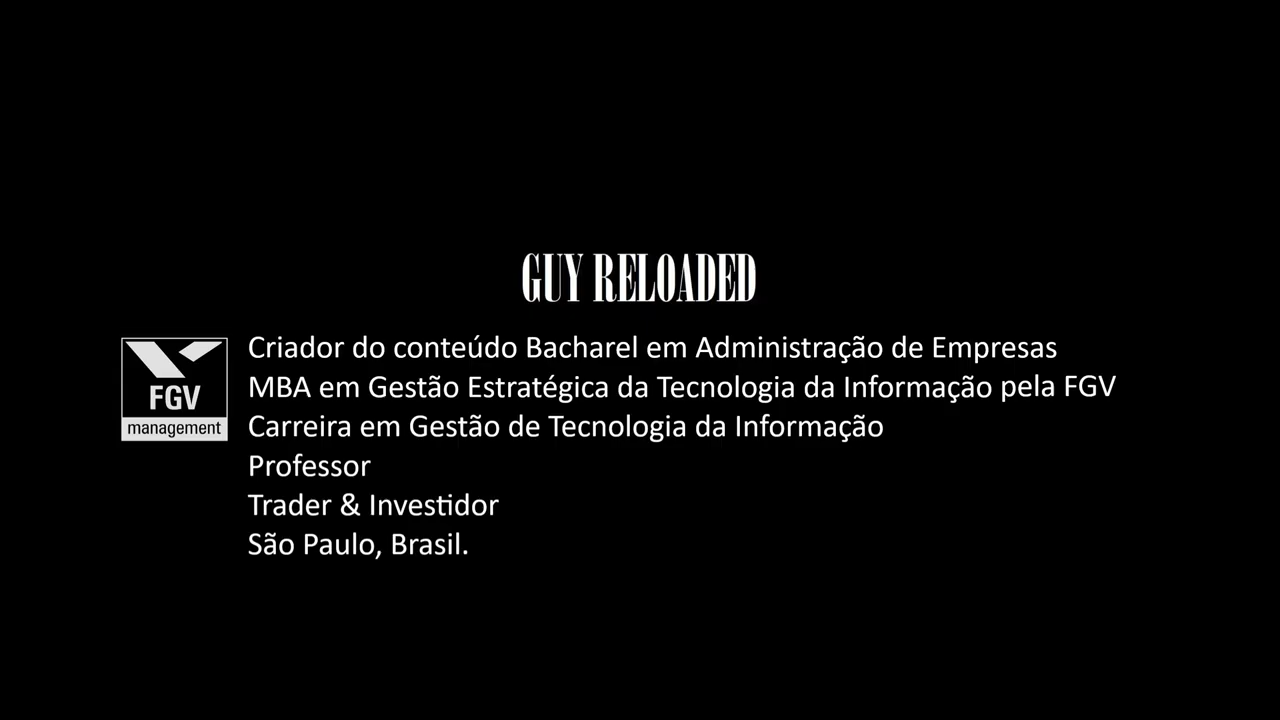 GUY RELOADED
Criador do conteúdo Bacharel em Administração de Empresas
MBA em Gestão Estratégica da Tecnologia da Informação pela FGV
Carreira em Gestão de Tecnologia da Informação
Professor
Trader & Investidor
São Paulo, Brasil.
FGV
management